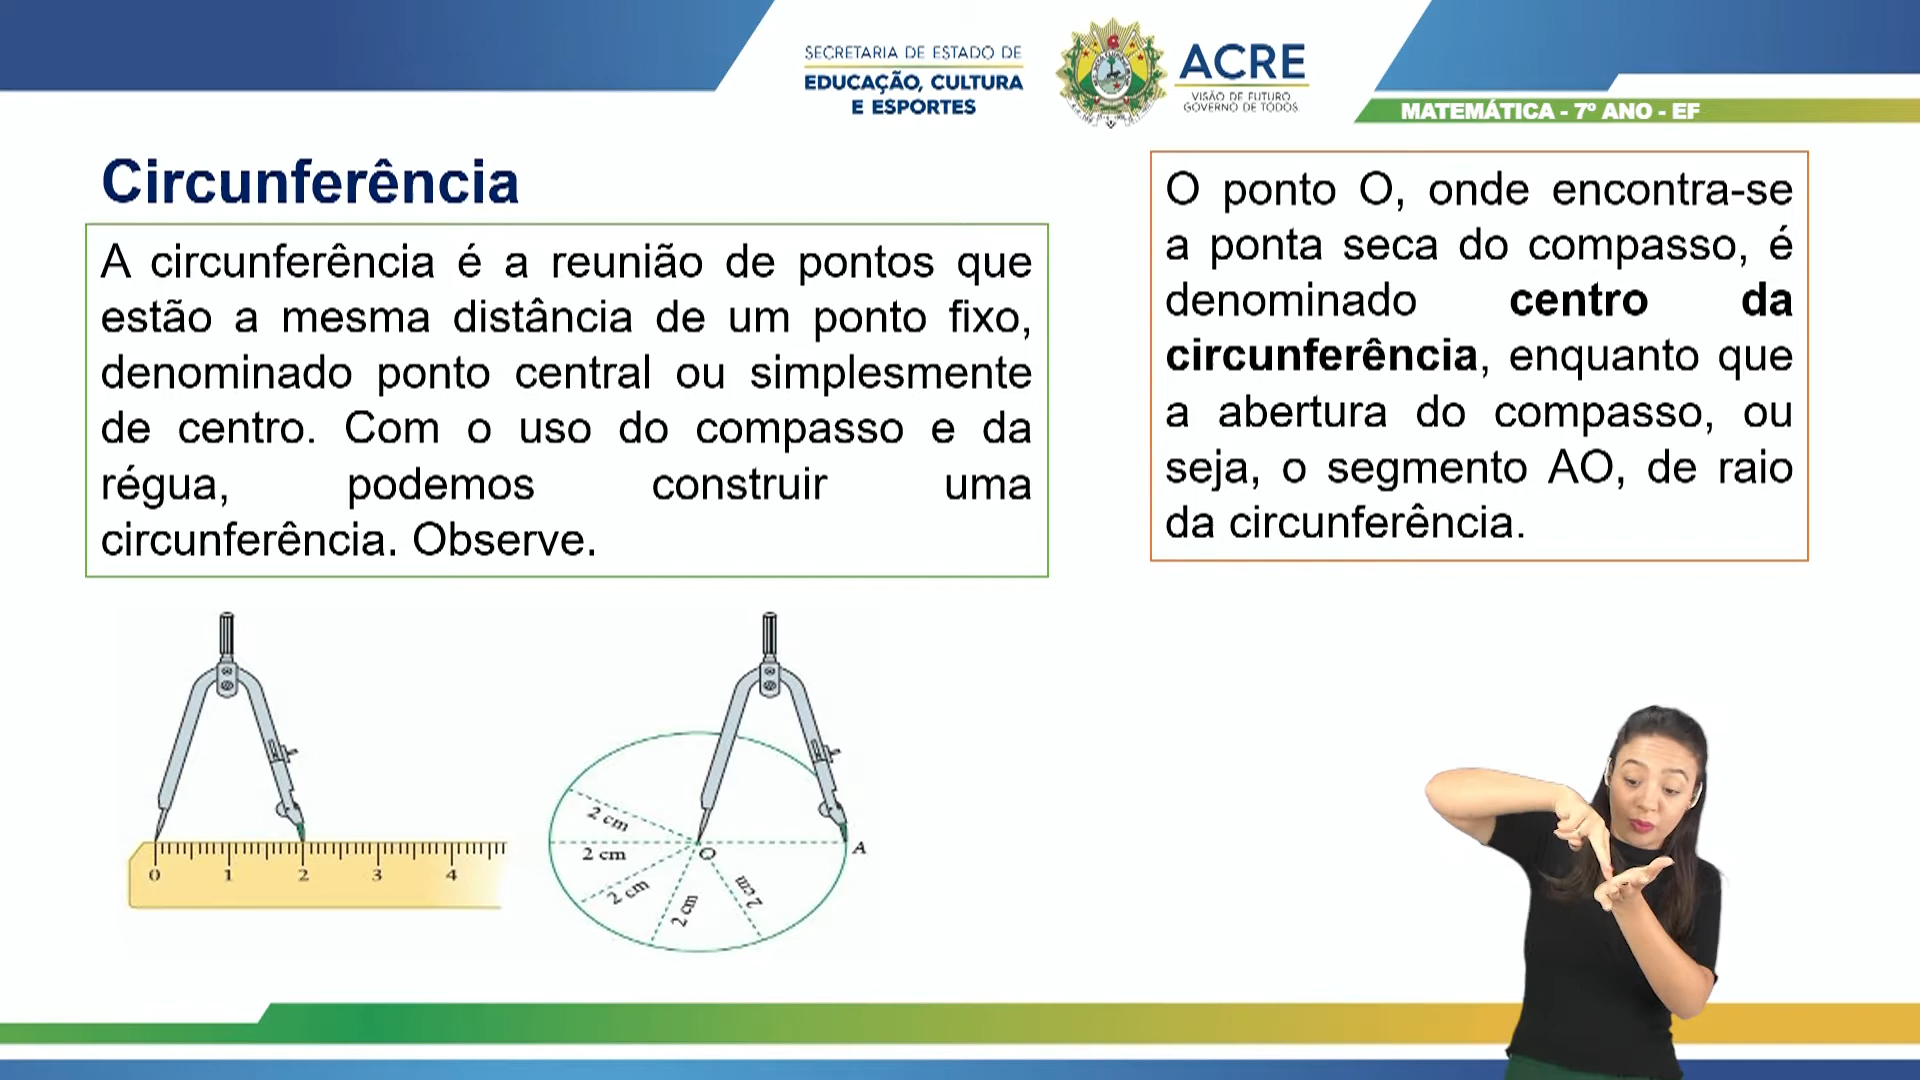 SECRETARIA DE ESTADO DE
EDUCAÇÃO, CULTURA
E ESPORTES
ACRE
VISÃO DE FUTURO
GOVERNO DE TODOS
MATEMÁTICA - 7º ANO - EF
Circunferência
A circunferência é a reunião de pontos que
estão a mesma distância de um ponto fixo,
denominado ponto central ou simplesmente
de centro. Com o uso do compasso e da
régua, podemos construir uma
circunferência. Observe.
O ponto O, onde encontra-se
a ponta seca do compasso, é
denominado centro da
circunferência, enquanto que
a abertura do compasso, ou
seja, o segmento AO, de raio
da circunferência.
0 1 2 3 4
2 cm
2 cm
2 cm
2 cm
2 cm
O
A